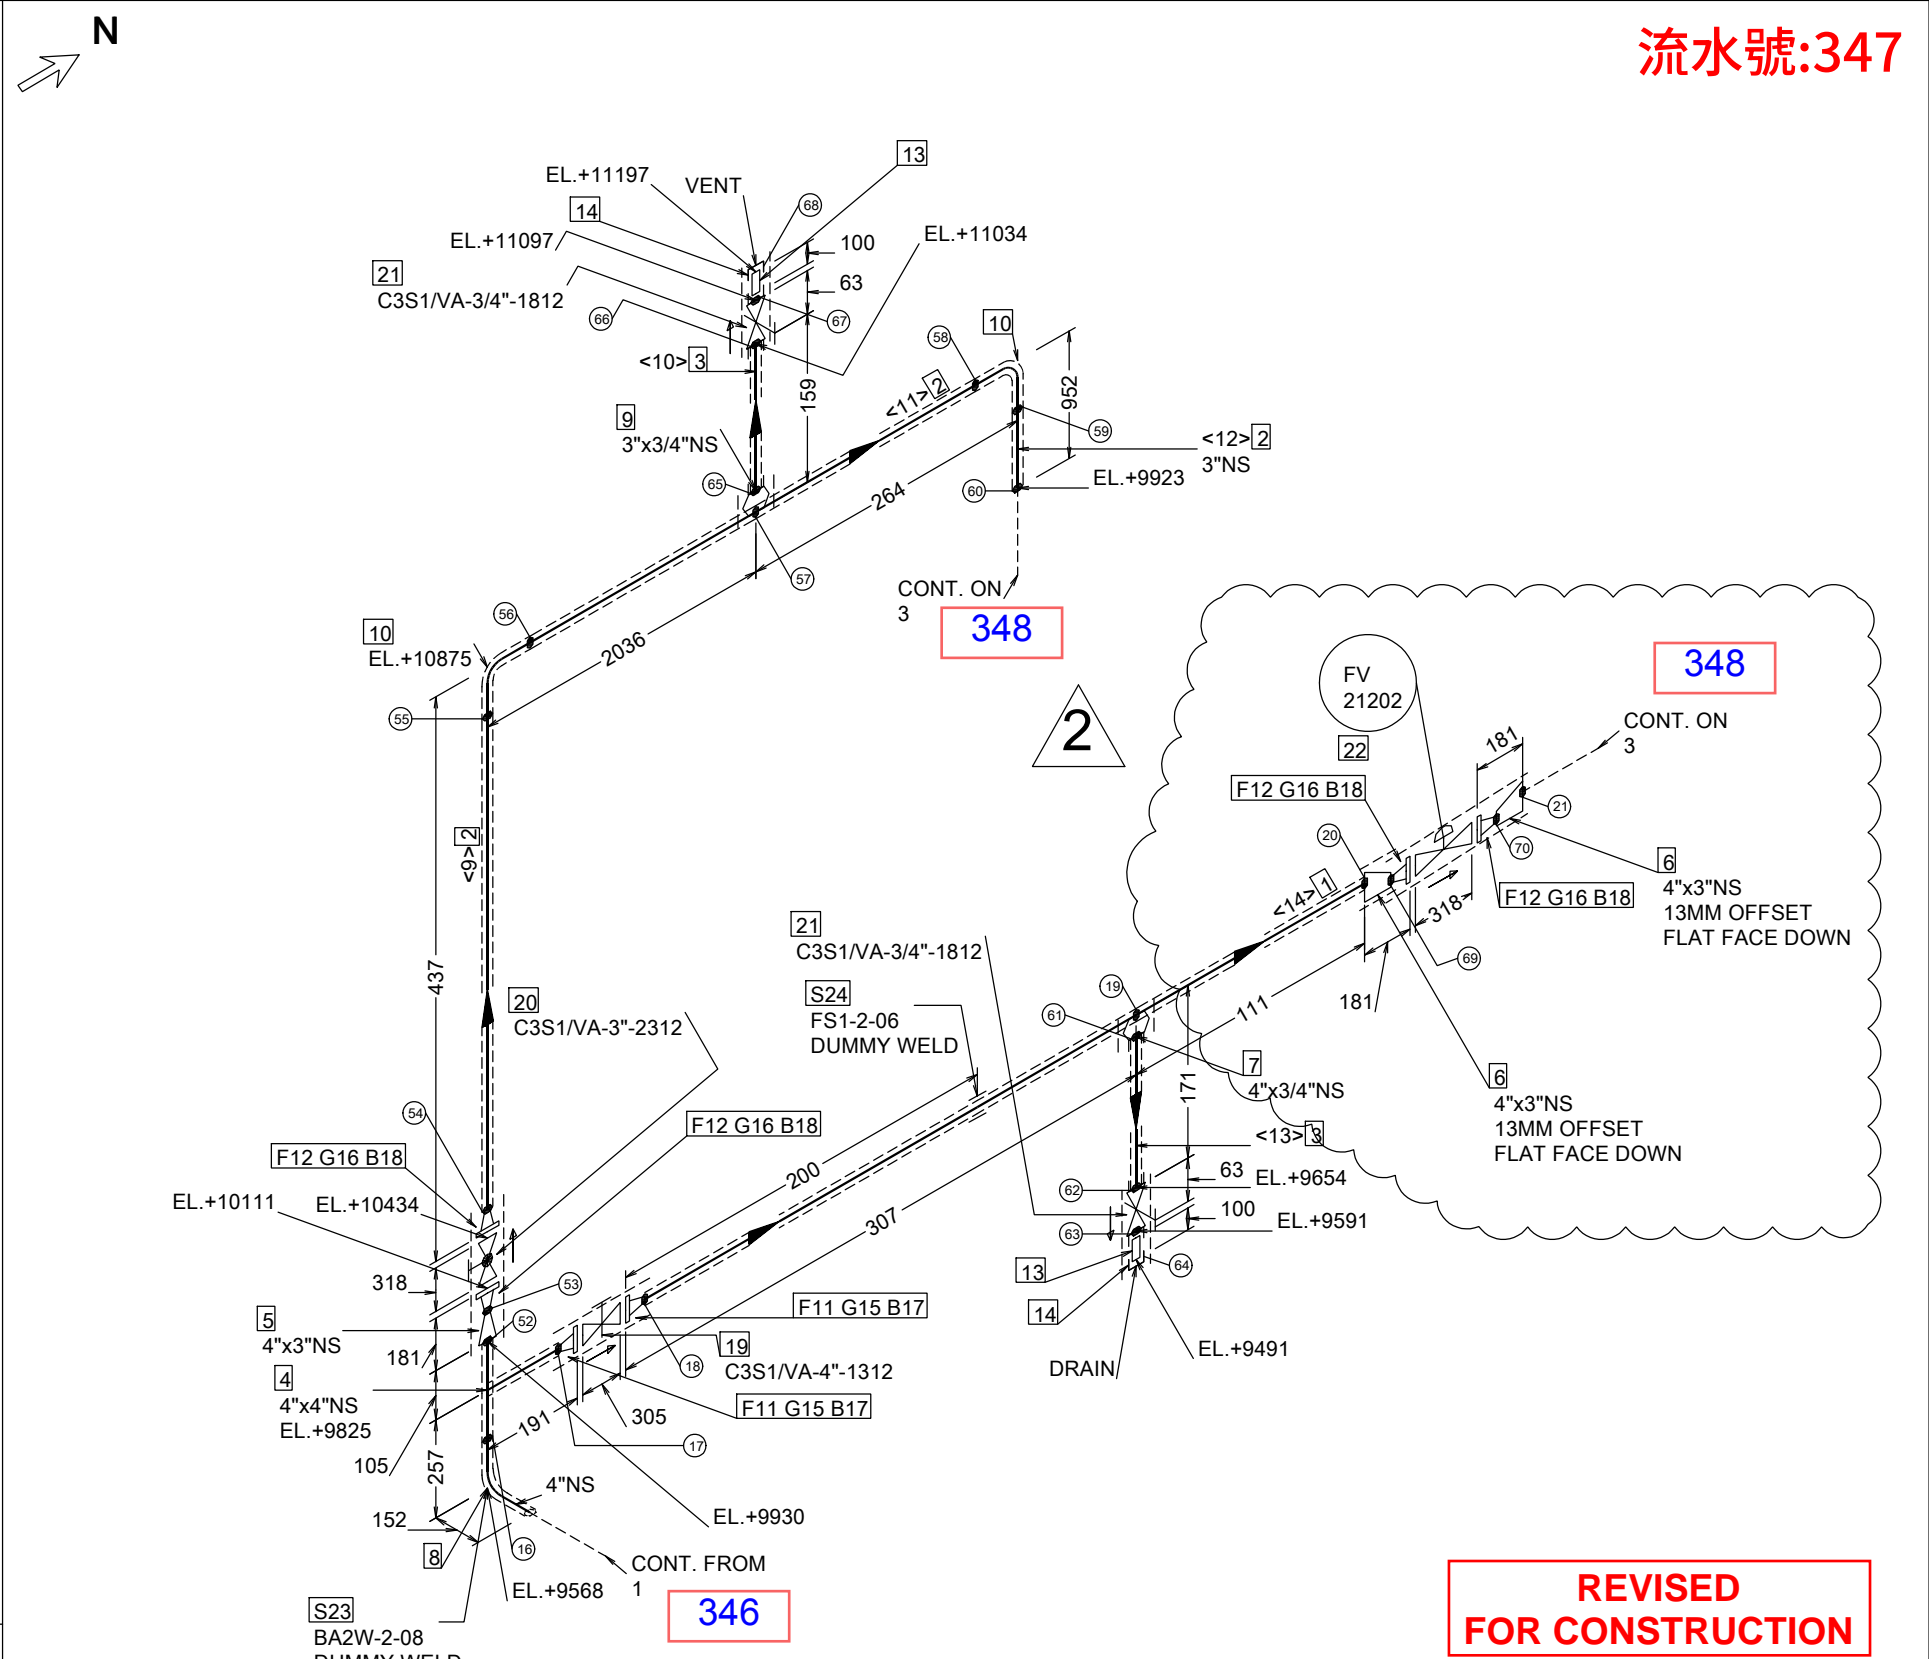 N
流水號:347
13
EL.+11197
VENT
68
14
EL.+11097
100
EL.+11034
21
C3S1/VA-3/4"-1812
63
66
67
58
10
<10> 3
159
<11> 2
952
9
3"x3/4"NS
59
<12> 2
3"NS
65
264
60
EL.+9923
57
CONT. ON
3
348
56
10
EL.+10875
2036
55
2
FV
21202
348
22
CONT. ON
3
181
F12 G16 B18
21
20
70
<9> 2
6
4"x3"NS
13MM OFFSET
FLAT FACE DOWN
F12 G16 B18
<14> 1
318
21
C3S1/VA-3/4"-1812
69
437
S24
FS1-2-06
DUMMY WELD
19
61
111
181
20
C3S1/VA-3"-2312
7
4"x3/4"NS
171
6
4"x3"NS
13MM OFFSET
FLAT FACE DOWN
54
F12 G16 B18
<13> 3
F12 G16 B18
200
63
EL.+9654
62
EL.+10111
EL.+10434
307
100
EL.+9591
63
318
53
13
64
14
5
4"x3"NS
52
F11 G15 B17
181
19
C3S1/VA-4"-1312
18
DRAIN
EL.+9491
4
4"x4"NS
EL.+9825
F11 G15 B17
191
305
105
257
17
4"NS
152
EL.+9930
8
16
CONT. FROM
1
EL.+9568
346
S23
BA2W-2-08
DUMMY WELD
REVISED
FOR CONSTRUCTION